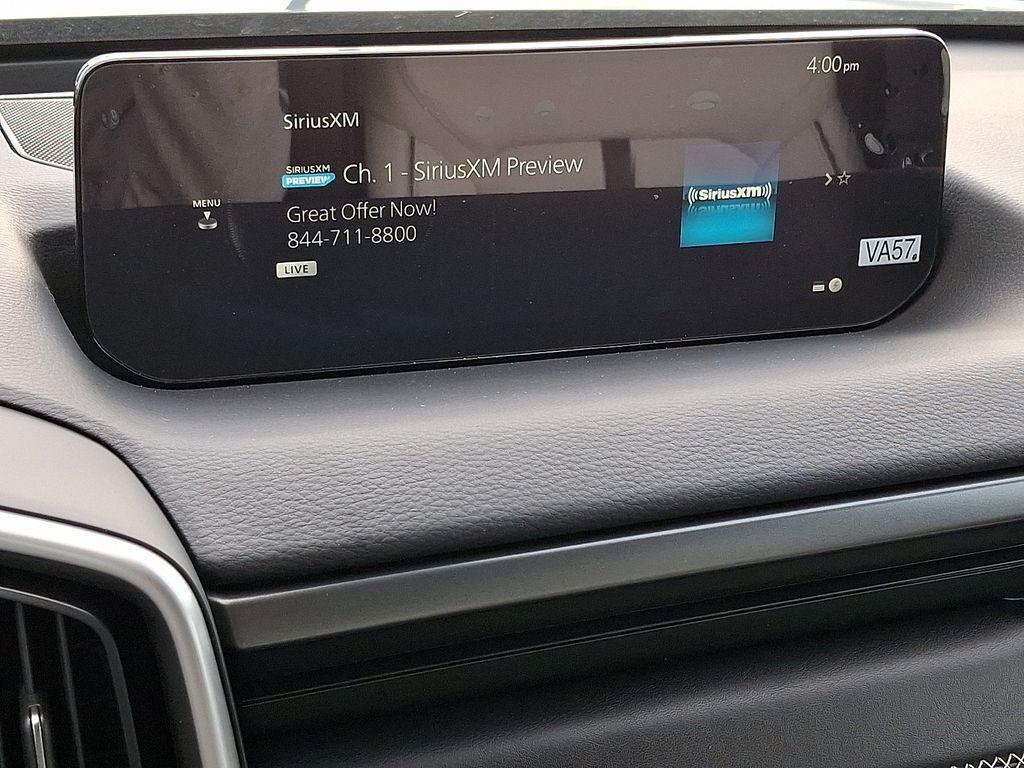 4:00pm
SiriusXM
SIRIUSXM
PREVIEW
Ch. 1 - SiriusXM Preview
((SiriusXM))
MENU
Great Offer Now!
844-711-8800
VA57.
LIVE